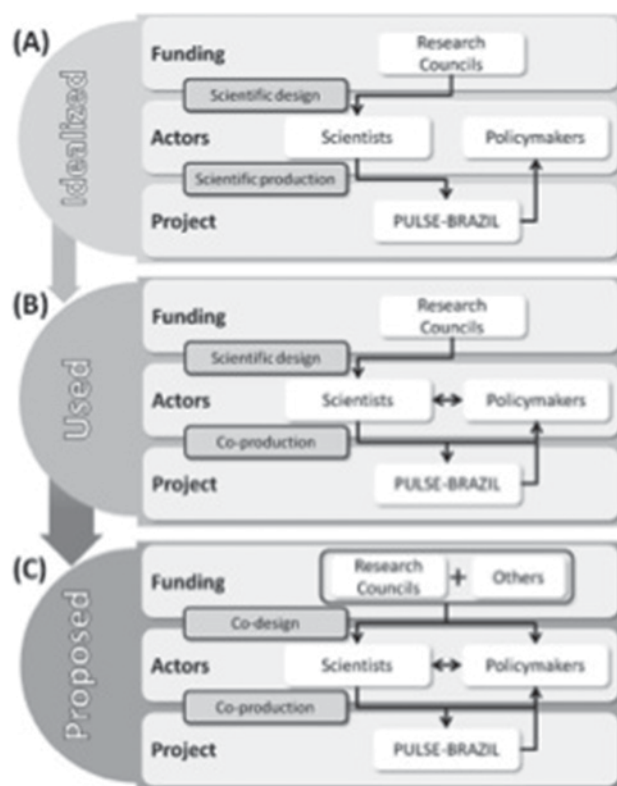 (A)
Idealized
Funding
Research
Councils
Scientific design
Actors
Scientists
Policymakers
Scientific production
Project
PULSE-BRAZIL
(B)
Used
Funding
Research
Councils
Scientific design
Actors
Scientists
Policymakers
Co-production
Project
PULSE-BRAZIL
(C)
Proposed
Funding
Research
Councils
+
Others
Co-design
Actors
Scientists
Policymakers
Co-production
Project
PULSE-BRAZIL